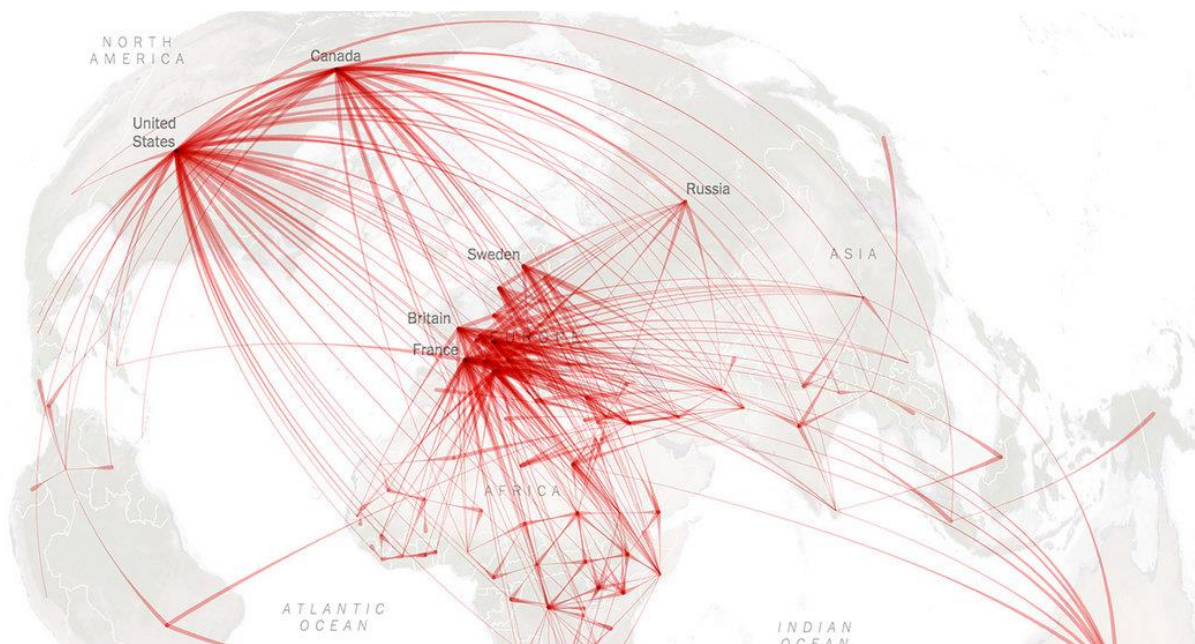 NORTH
AMERICA
Canada
United
States
Russia
Sweden
ASIA
Britain
France
AFRICA
ATLANTIC
OCEAN
INDIAN
OCEAN